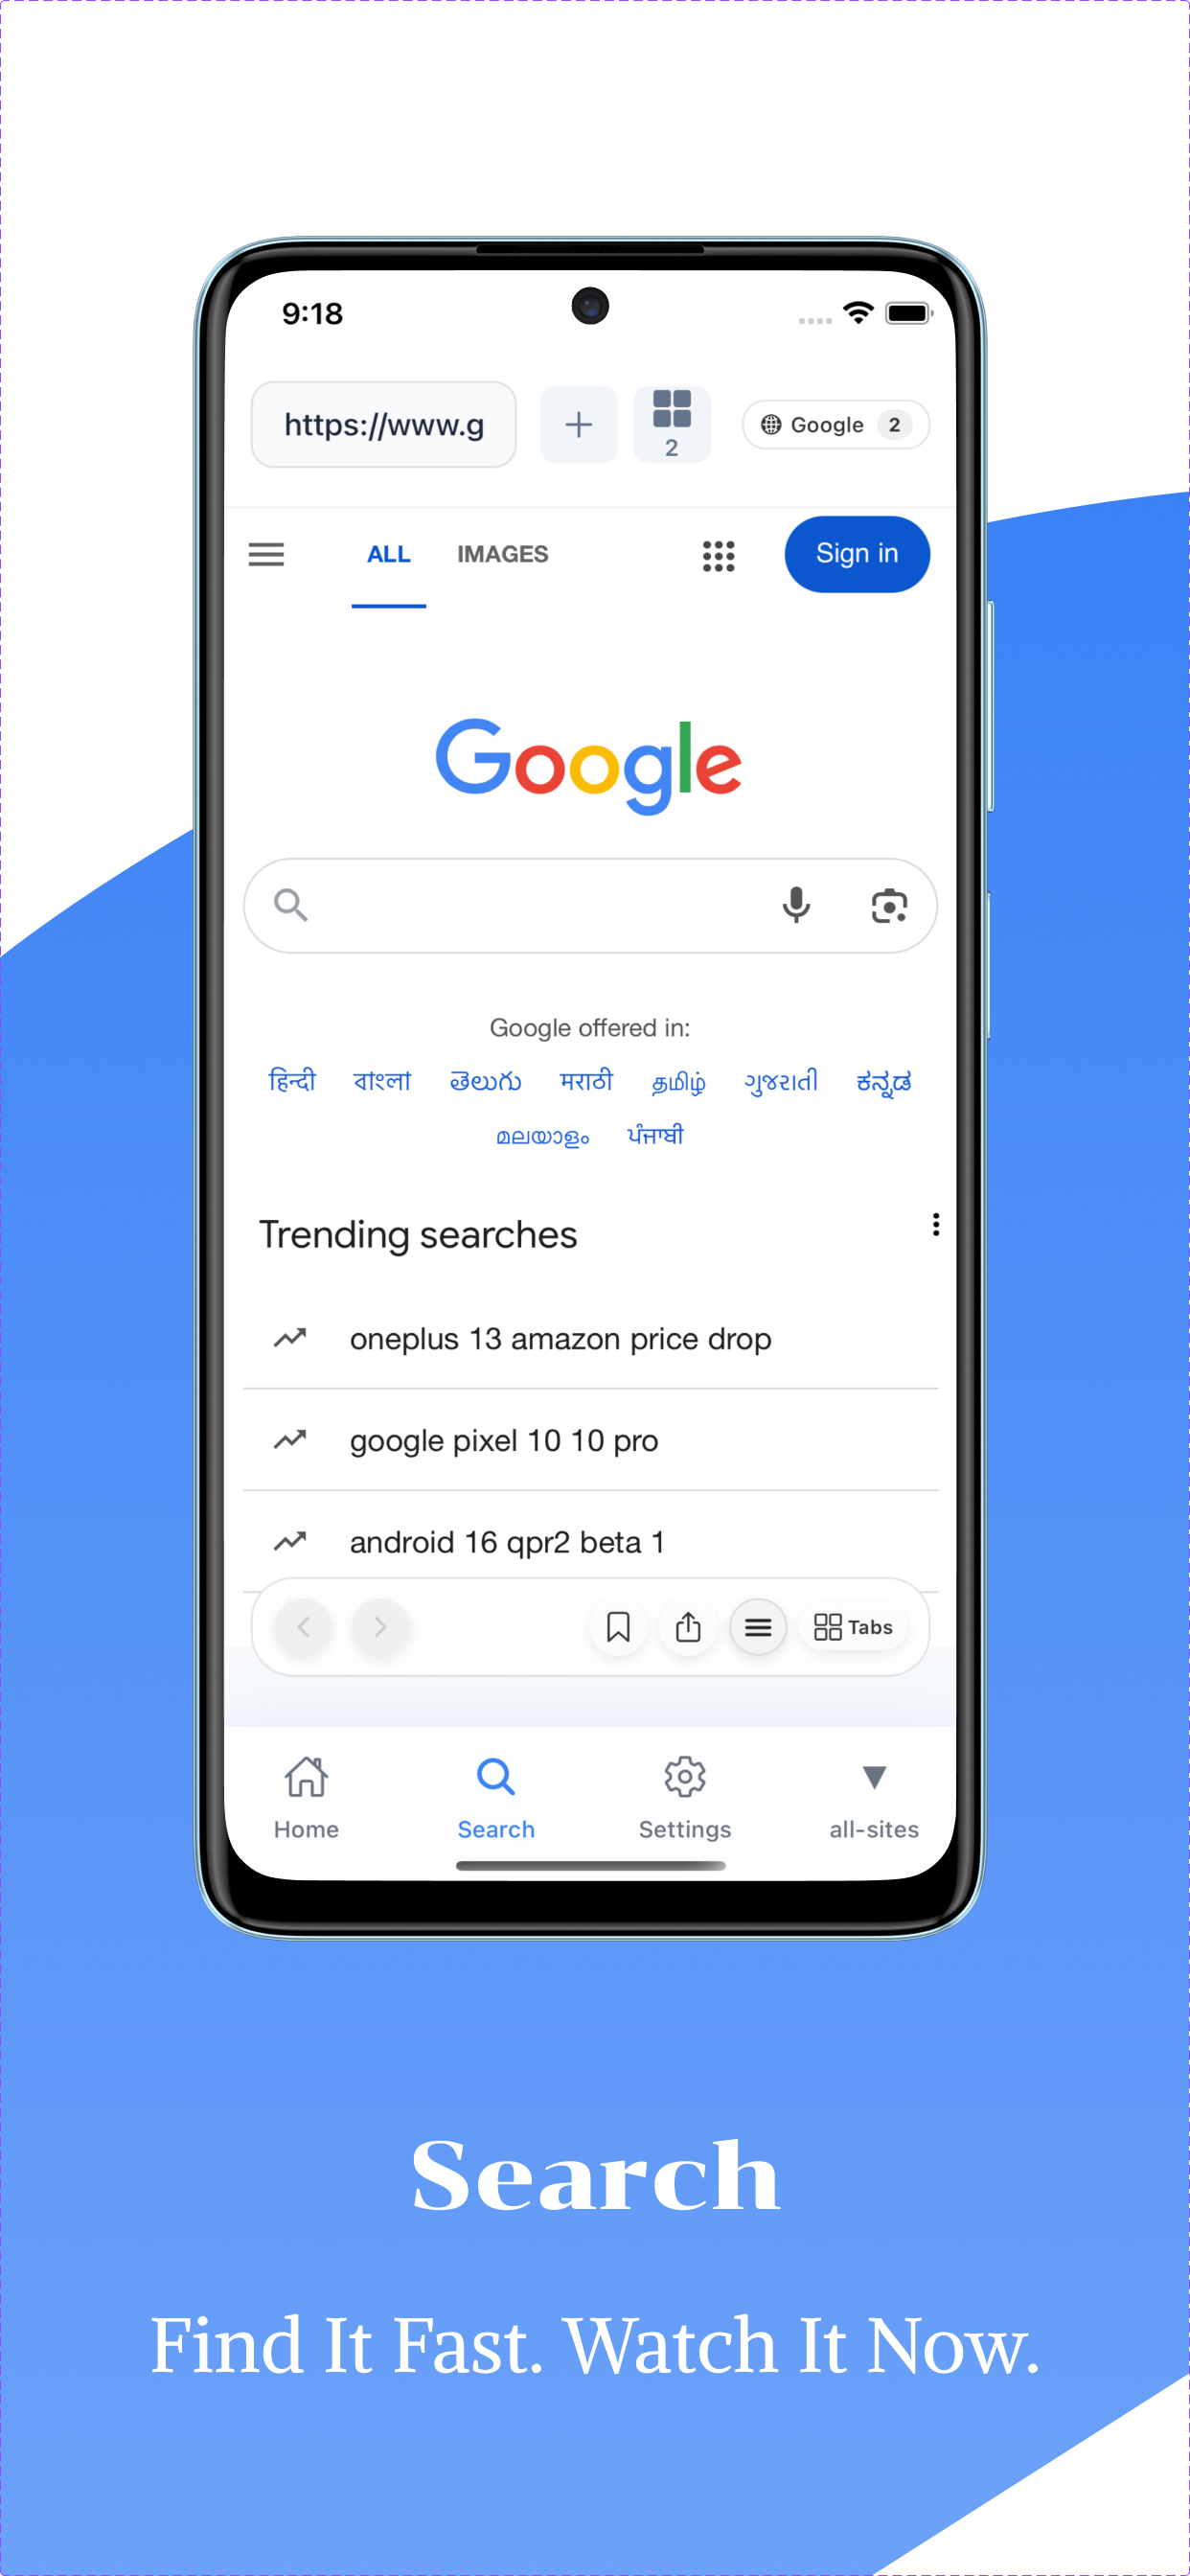 9:18
https://www.g
2
Google 2
ALL IMAGES Sign in
Google
Google offered in:
हिन्दी বাংলা తెలుగు मराठी தமிழ் ગુજરાતી ಕನ್ನಡ
മലയാളം ਪੰਜਾਬੀ
Trending searches
oneplus 13 amazon price drop
google pixel 10 10 pro
android 16 qpr2 beta 1
Tabs
Home Search Settings all-sites
Search
Find It Fast. Watch It Now.